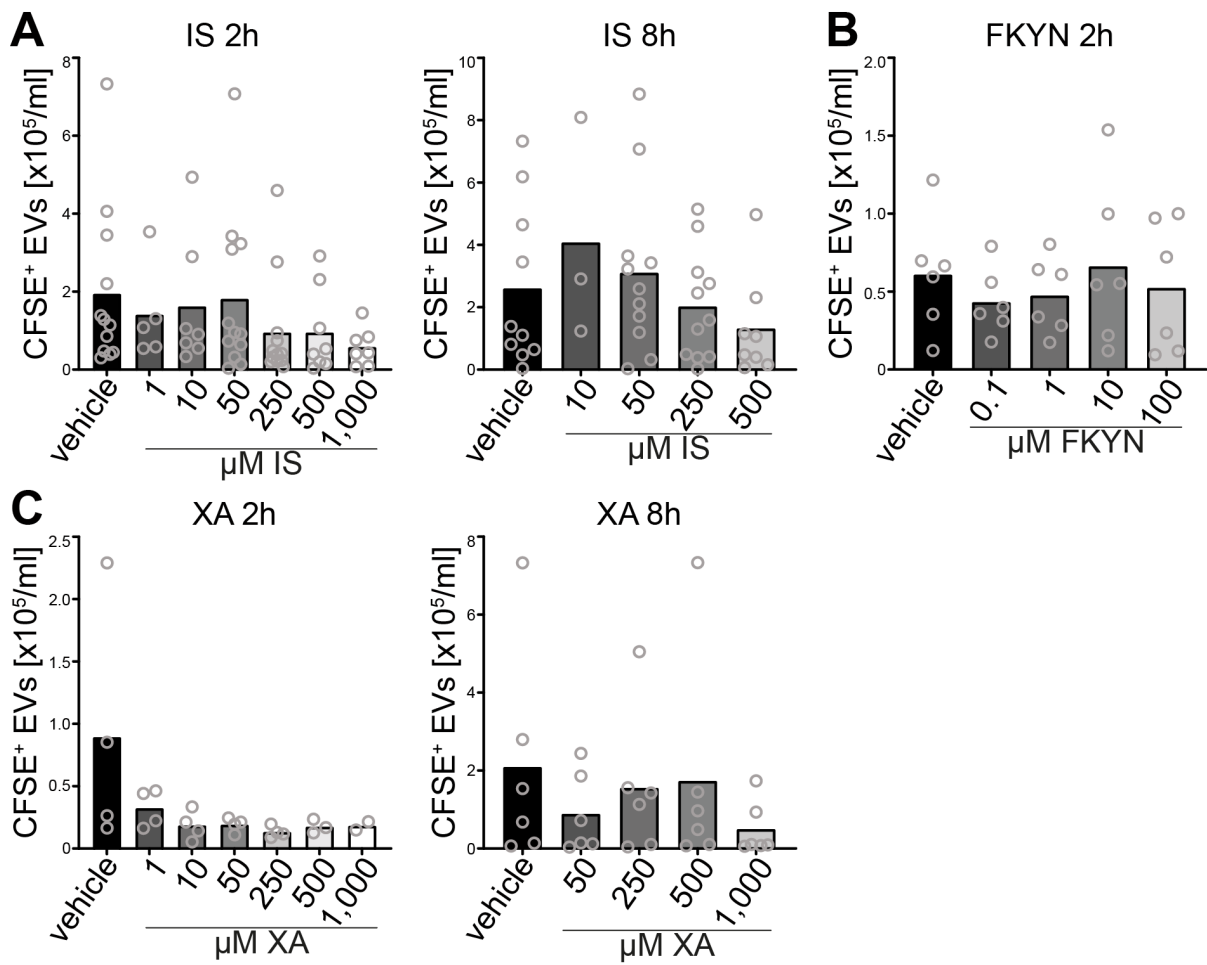 A
IS 2h
CFSE⁺ EVs [x10⁵/ml]
8
6
4
2
0
vehicle
1
10
50
250
500
1,000
µM IS
IS 8h
CFSE⁺ EVs [x10⁵/ml]
10
8
6
4
2
0
vehicle
10
50
250
500
µM IS
B
FKYN 2h
CFSE⁺ EVs [x10⁵/ml]
2.0
1.5
1.0
0.5
0
vehicle
0.1
1
10
100
µM FKYN
C
XA 2h
CFSE⁺ EVs [x10⁵/ml]
2.5
2.0
1.5
1.0
0.5
0
vehicle
1
10
50
250
500
1,000
µM XA
XA 8h
CFSE⁺ EVs [x10⁵/ml]
8
6
4
2
0
vehicle
50
250
500
1,000
µM XA